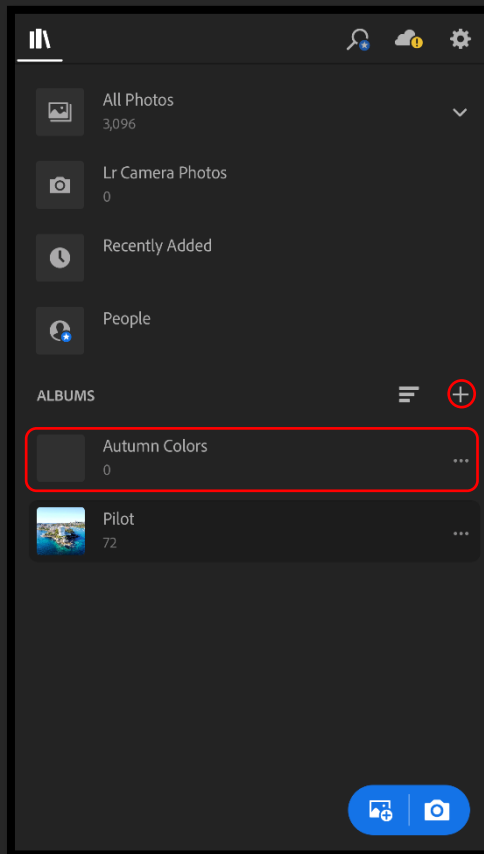 All Photos
3,096
Lr Camera Photos
0
Recently Added
People
ALBUMS
Autumn Colors
0
Pilot
72